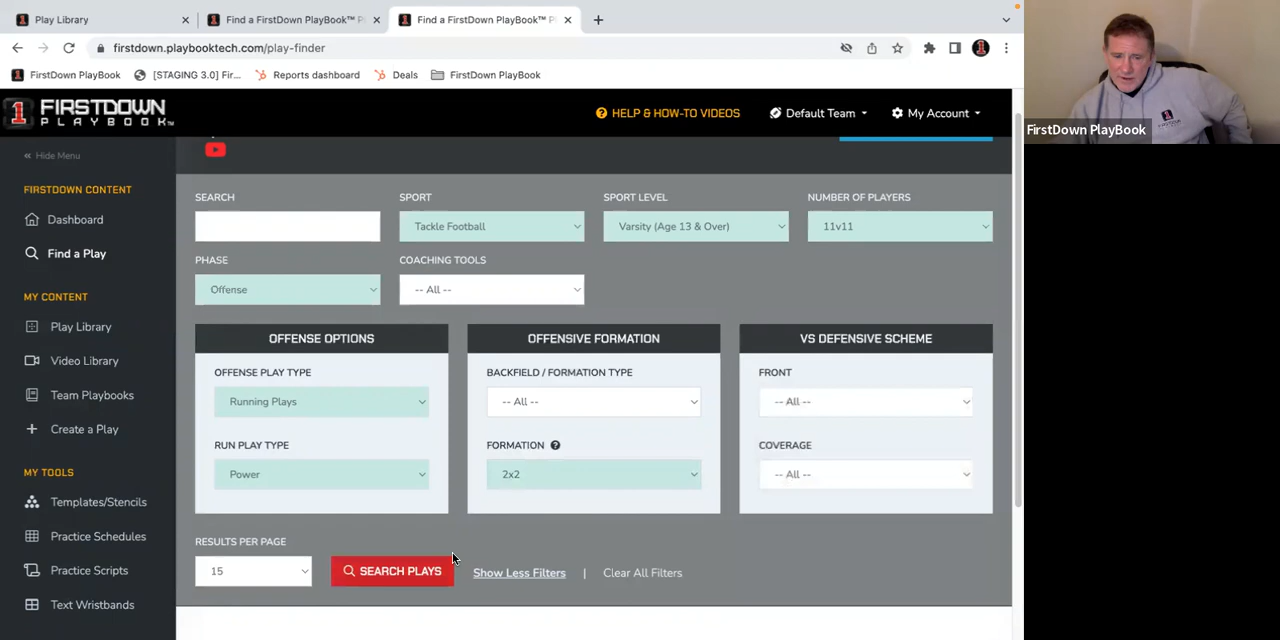 Play Library
Find a FirstDown PlayBook™ P
Find a FirstDown PlayBook™ P
firstdown.playbooktech.com/play-finder
FirstDown PlayBook
[STAGING 3.0] Fir...
Reports dashboard
Deals
FirstDown PlayBook
1 FIRSTDOWN
PLAYBOOK™
HELP & HOW-TO VIDEOS
Default Team
My Account
FirstDown PlayBook
« Hide Menu
FIRSTDOWN CONTENT
Dashboard
Find a Play
MY CONTENT
Play Library
Video Library
Team Playbooks
Create a Play
MY TOOLS
Templates/Stencils
Practice Schedules
Practice Scripts
Text Wristbands
SEARCH
SPORT
SPORT LEVEL
NUMBER OF PLAYERS
Tackle Football
Varsity (Age 13 & Over)
11v11
PHASE
COACHING TOOLS
Offense
-- All --
OFFENSE OPTIONS
OFFENSIVE FORMATION
VS DEFENSIVE SCHEME
OFFENSE PLAY TYPE
BACKFIELD / FORMATION TYPE
FRONT
Running Plays
-- All --
-- All --
RUN PLAY TYPE
FORMATION
COVERAGE
Power
2x2
-- All --
RESULTS PER PAGE
15
SEARCH PLAYS
Show Less Filters
|
Clear All Filters